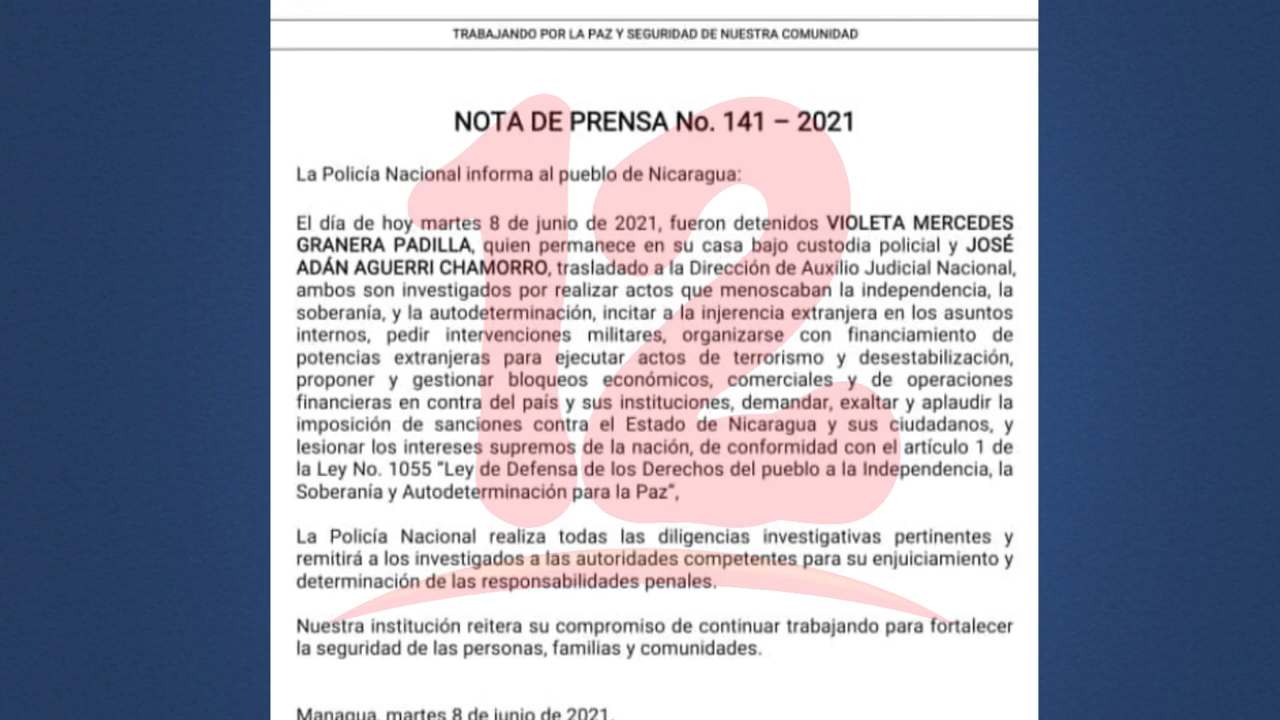 TRABAJANDO POR LA PAZ Y SEGURIDAD DE NUESTRA COMUNIDAD
NOTA DE PRENSA No. 141 – 2021
La Policía Nacional informa al pueblo de Nicaragua:
El día de hoy martes 8 de junio de 2021, fueron detenidos VIOLETA MERCEDES
GRANERA PADILLA, quien permanece en su casa bajo custodia policial y JOSÉ
ADÁN AGUERRI CHAMORRO, trasladado a la Dirección de Auxilio Judicial Nacional,
ambos son investigados por realizar actos que menoscaban la independencia, la
soberanía, y la autodeterminación, incitar a la injerencia extranjera en los asuntos
internos, pedir intervenciones militares, organizarse con financiamiento de
potencias extranjeras para ejecutar actos de terrorismo y desestabilización,
proponer y gestionar bloqueos económicos, comerciales y de operaciones
financieras en contra del país y sus instituciones, demandar, exaltar y aplaudir la
imposición de sanciones contra el Estado de Nicaragua y sus ciudadanos, y
lesionar los intereses supremos de la nación, de conformidad con el artículo 1 de
la Ley No. 1055 “Ley de Defensa de los Derechos del pueblo a la Independencia, la
Soberanía y Autodeterminación para la Paz”,
La Policía Nacional realiza todas las diligencias investigativas pertinentes y
remitirá a los investigados a las autoridades competentes para su enjuiciamiento y
determinación de las responsabilidades penales.
Nuestra institución reitera su compromiso de continuar trabajando para fortalecer
la seguridad de las personas, familias y comunidades.
Managua, martes 8 de junio de 2021.
12